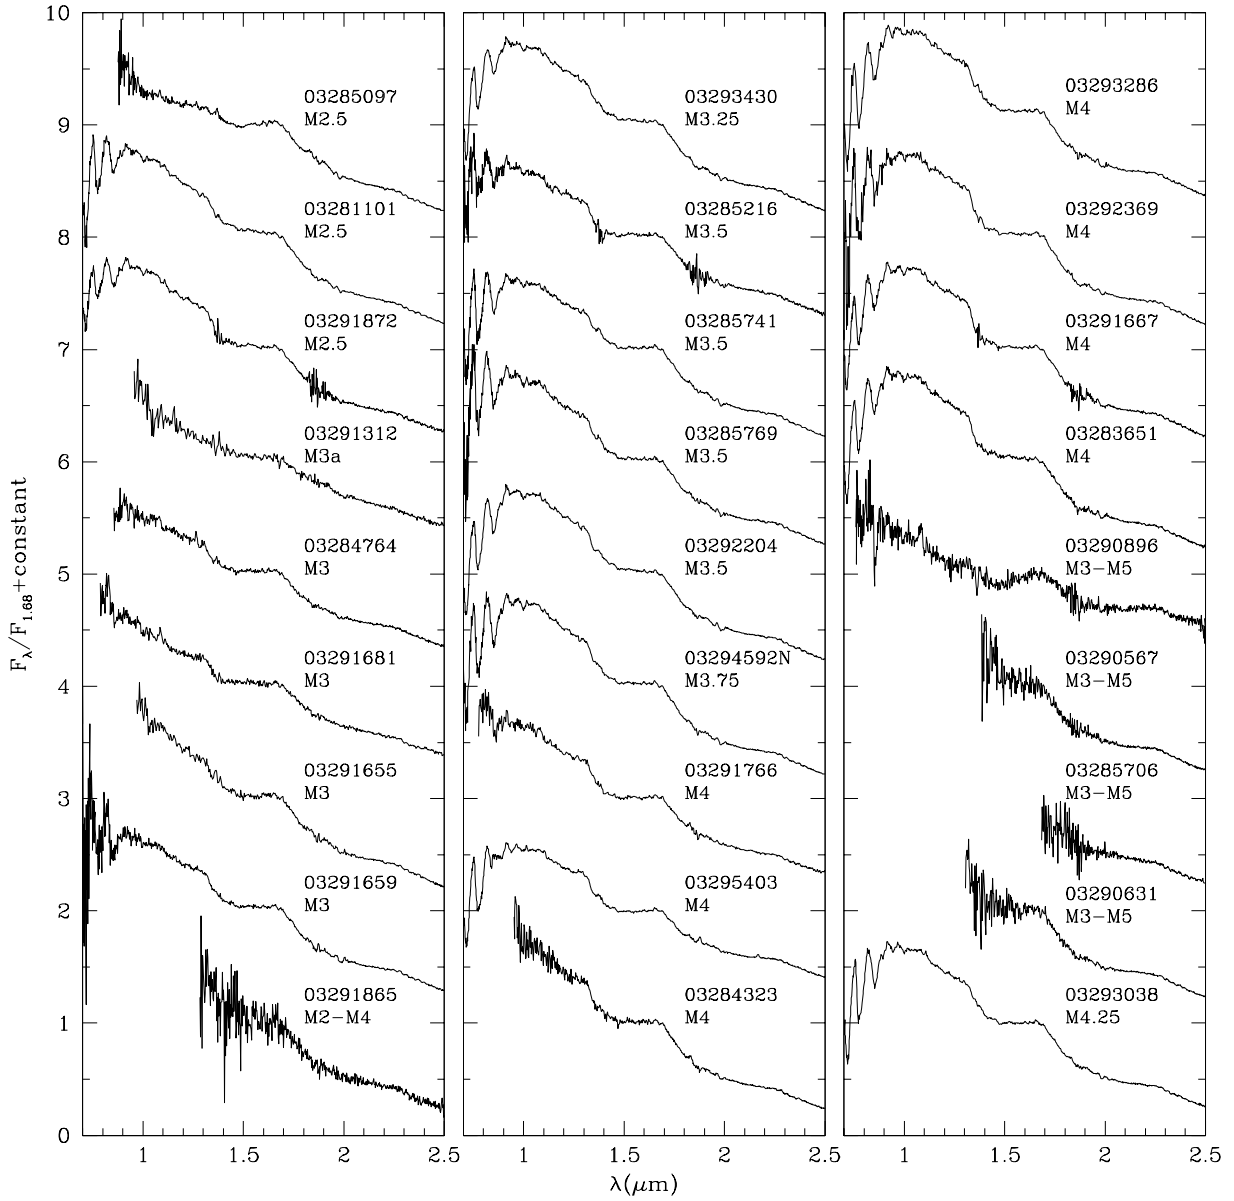 10
9
8
7
6
5
4
3
2
1
0
Fλ/F1.68+constant
03285097
M2.5
03281101
M2.5
03291872
M2.5
03291312
M3a
03284764
M3
03291681
M3
03291655
M3
03291659
M3
03291865
M2−M4
03293430
M3.25
03285216
M3.5
03285741
M3.5
03285769
M3.5
03292204
M3.5
03294592N
M3.75
03291766
M4
03295403
M4
03284323
M4
03293286
M4
03292369
M4
03291667
M4
03283651
M4
03290896
M3−M5
03290567
M3−M5
03285706
M3−M5
03290631
M3−M5
03293038
M4.25
1 1.5 2 2.5
1 1.5 2 2.5
1 1.5 2 2.5
λ(μm)